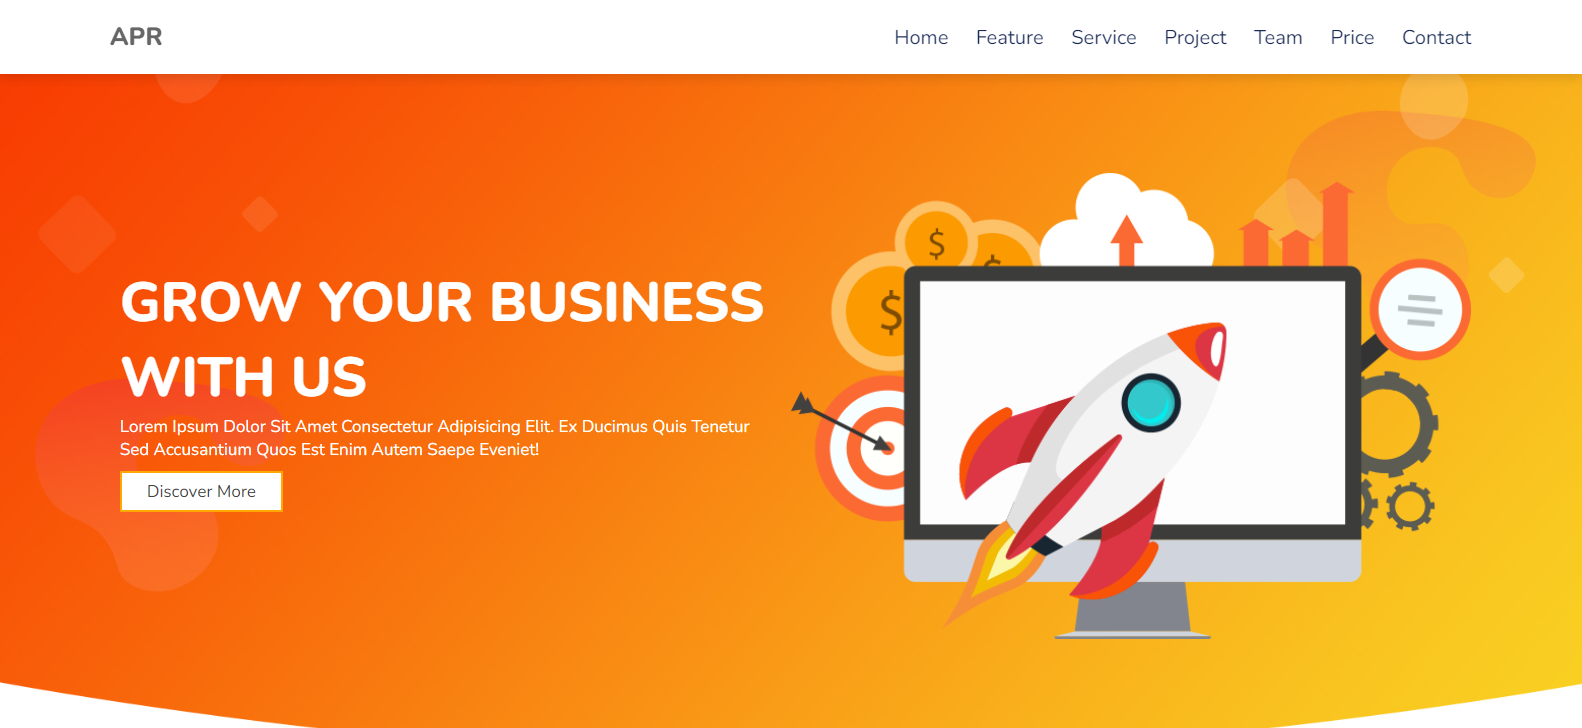 APR
Home Feature Service Project Team Price Contact
GROW YOUR BUSINESS
WITH US
Lorem Ipsum Dolor Sit Amet Consectetur Adipisicing Elit. Ex Ducimus Quis Tenetur
Sed Accusantium Quos Est Enim Autem Saepe Eveniet!
Discover More
$
$
$